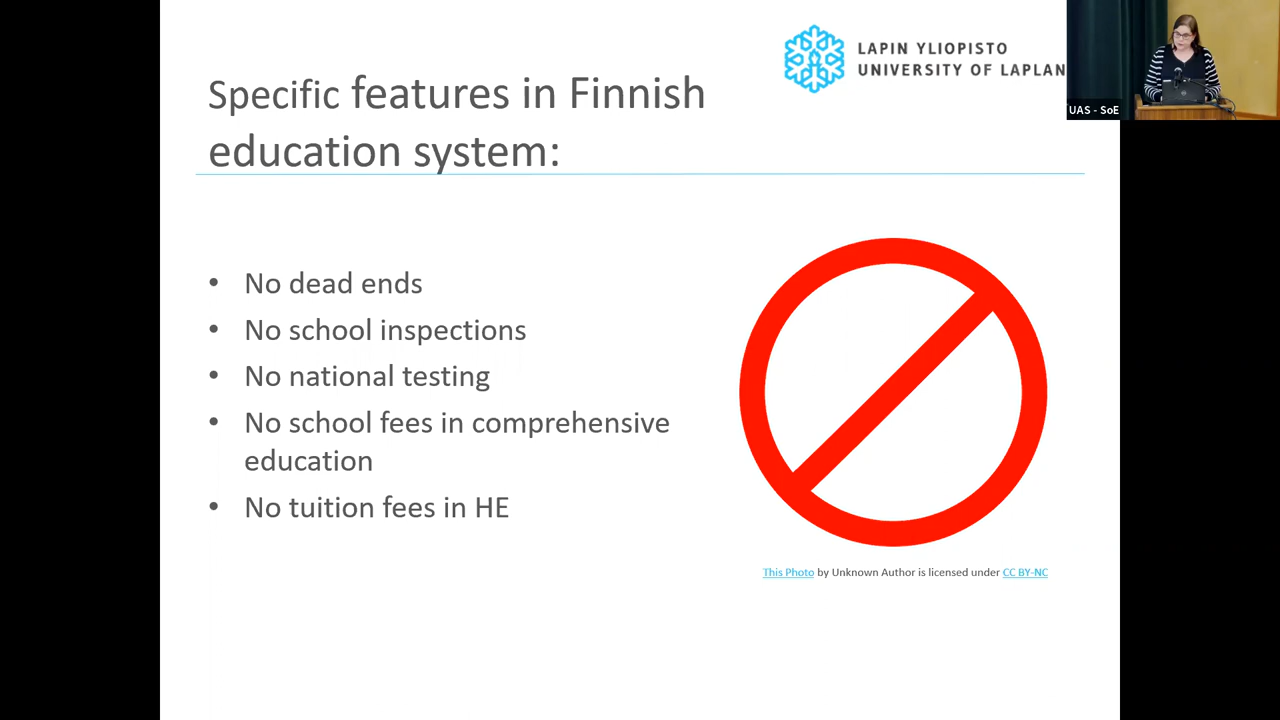 LAPIN YLIOPISTO
UNIVERSITY OF LAPLAN
UAS - SoE
Specific features in Finnish
education system:
• No dead ends
• No school inspections
• No national testing
• No school fees in comprehensive
education
• No tuition fees in HE
This Photo by Unknown Author is licensed under CC BY-NC